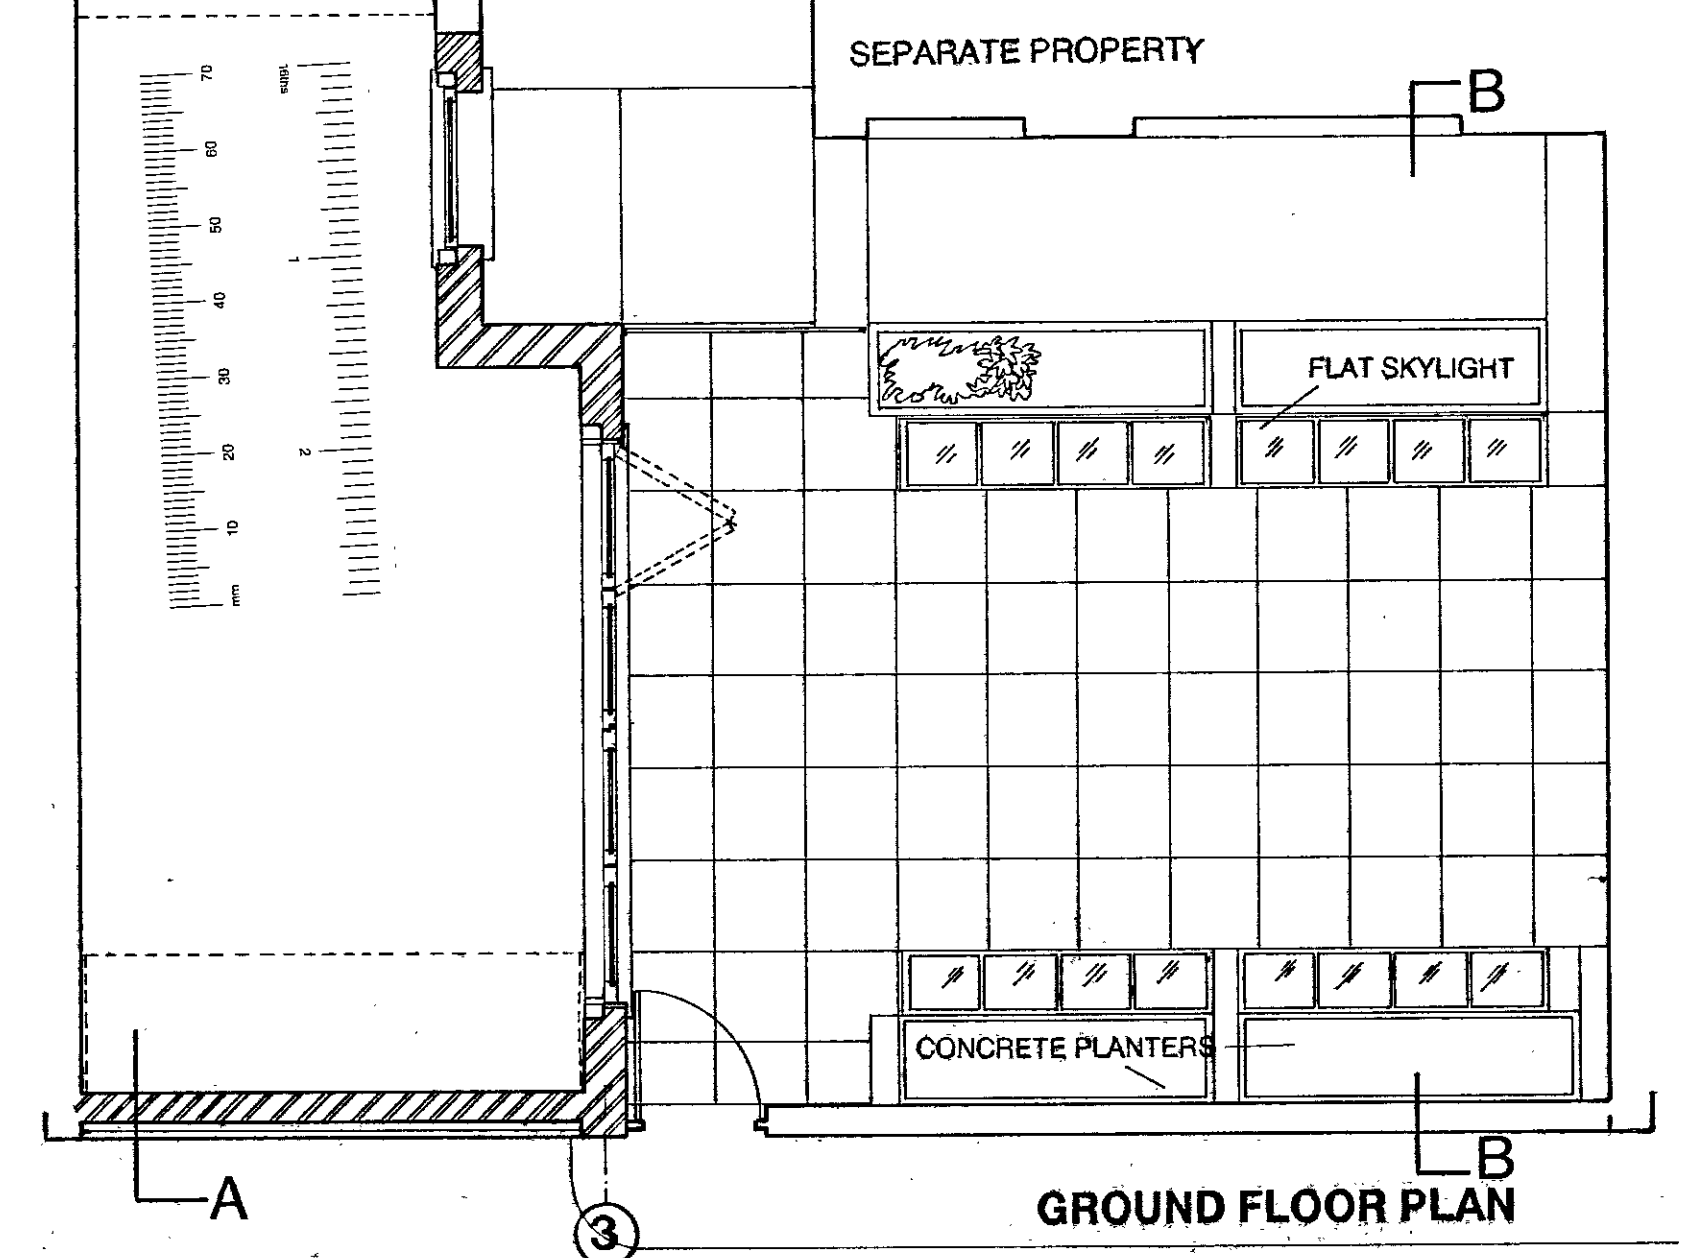 SEPARATE PROPERTY
B
70
60
50
40
30
20
10
mm
16ths
1
2
FLAT SKYLIGHT
CONCRETE PLANTERS
A
B
GROUND FLOOR PLAN
3